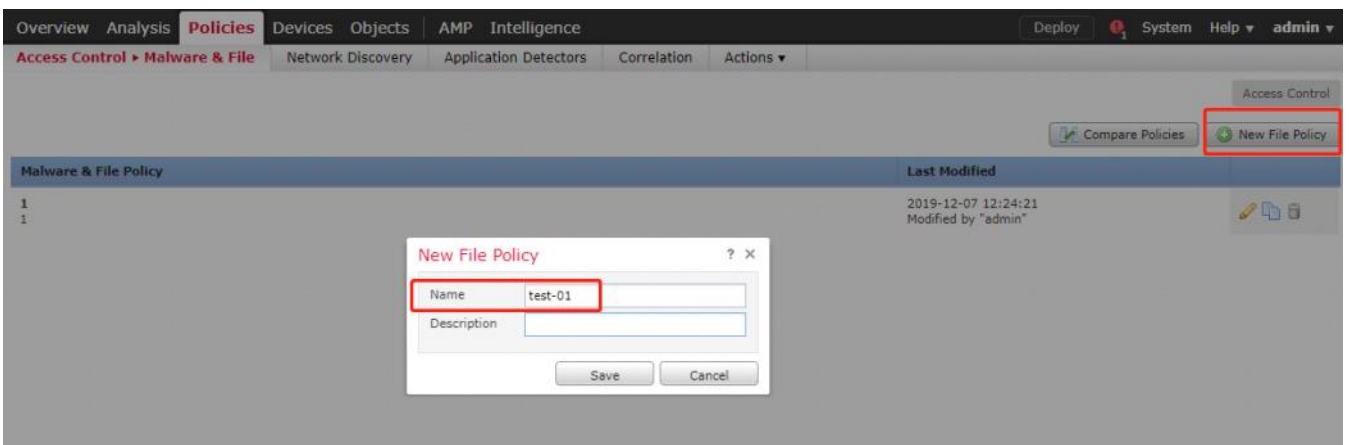 Overview Analysis Policies Devices Objects AMP Intelligence Deploy 1 System Help ▾ admin ▾
Access Control ▸ Malware & File Network Discovery Application Detectors Correlation Actions ▾
Access Control
Compare Policies New File Policy
Malware & File Policy Last Modified
1 2019-12-07 12:24:21
1 Modified by "admin"
New File Policy ? ×
Name test-01
Description
Save Cancel